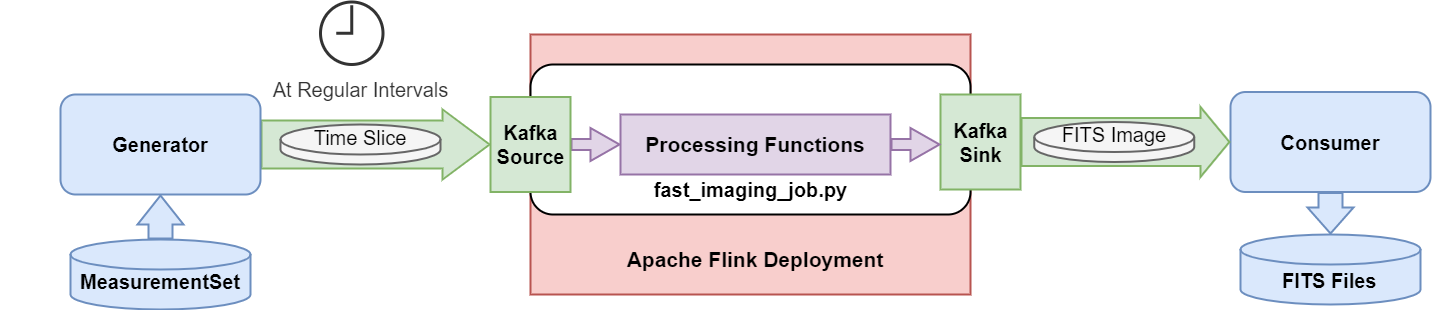 At Regular Intervals
Generator
Time Slice
Kafka
Source
Processing Functions
fast_imaging_job.py
Kafka
Sink
FITS Image
Consumer
MeasurementSet
Apache Flink Deployment
FITS Files